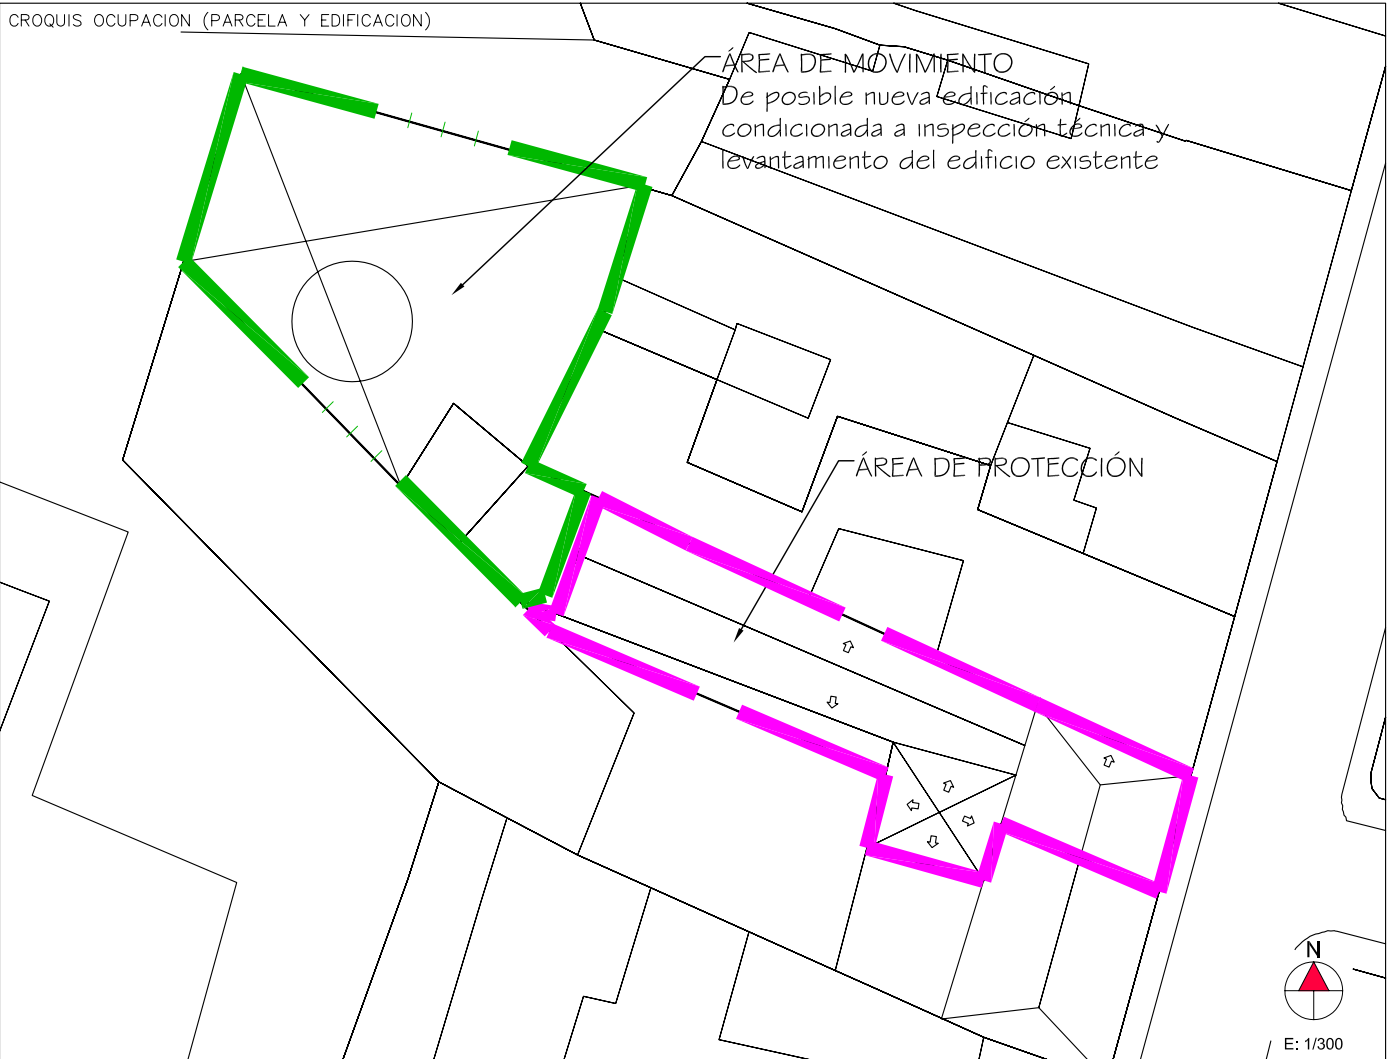 CROQUIS OCUPACION (PARCELA Y EDIFICACION)
ÁREA DE MOVIMIENTO
De posible nueva edificación
condicionada a inspección técnica y
levantamiento del edificio existente
ÁREA DE PROTECCIÓN
N
E: 1/300